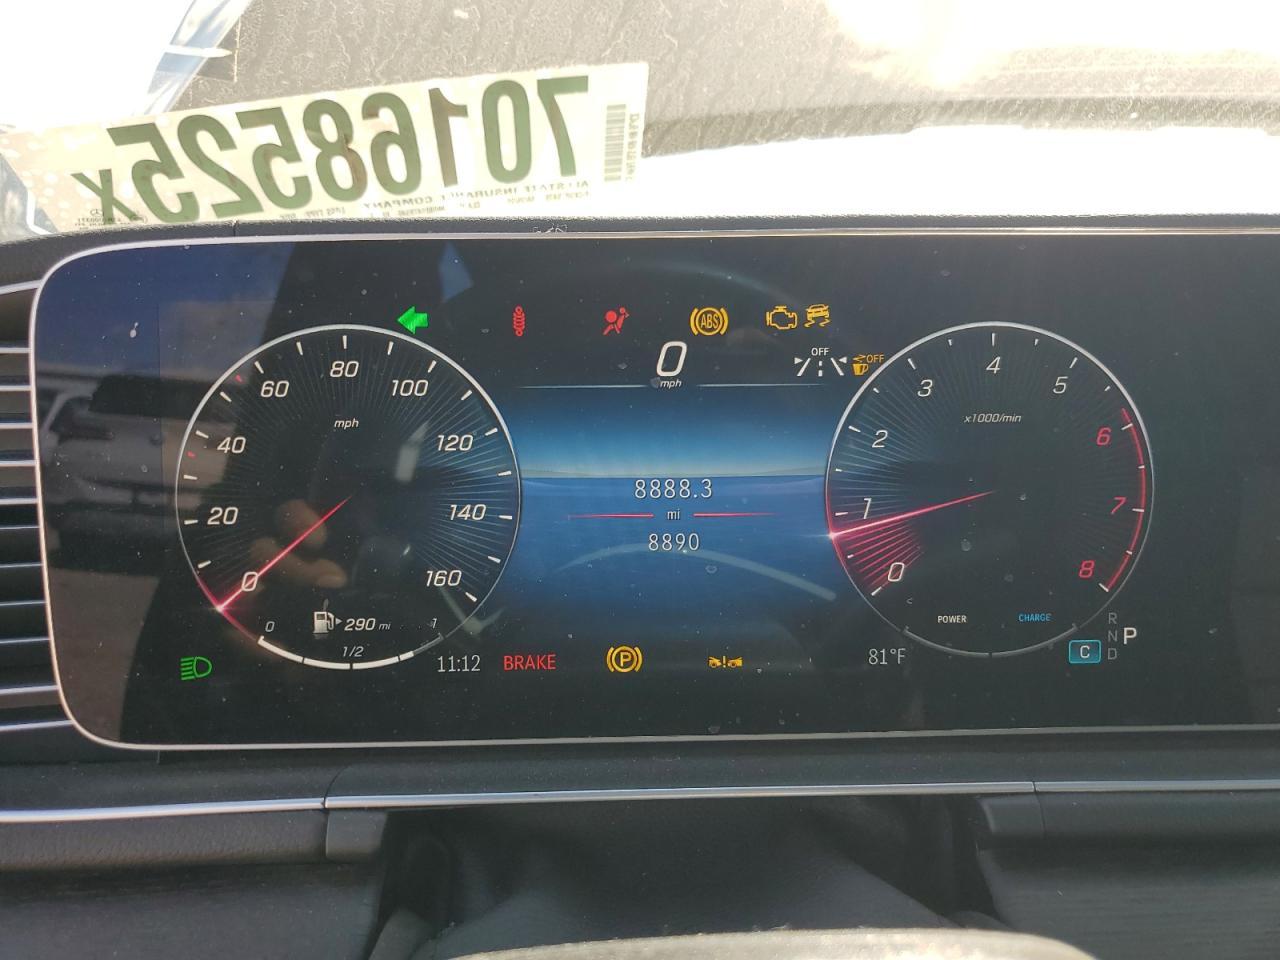 70168525X
ALLSTATE INSURANCE COMPANY
ABS
0
mph
OFF
OFF
0
20
40
60
80
100
120
140
160
mph
8888.3
mi
8890
0
1
2
3
4
5
6
7
8
x1000/min
0
1/2
1
290 mi
POWER
CHARGE
11:12
BRAKE
P
81°F
C
R
N
D
P